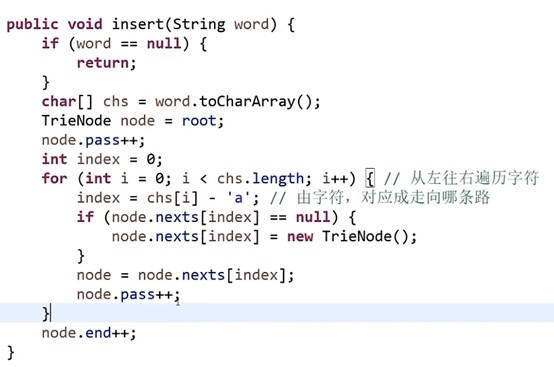 public void insert(String word) {
    if (word == null) {
        return;
    }
    char[] chs = word.toCharArray();
    TrieNode node = root;
    node.pass++;
    int index = 0;
    for (int i = 0; i < chs.length; i++) { // 从左往右遍历字符
        index = chs[i] - 'a'; // 由字符，对应成走向哪条路
        if (node.nexts[index] == null) {
            node.nexts[index] = new TrieNode();
        }
        node = node.nexts[index];
        node.pass++;
    }
    node.end++;
}